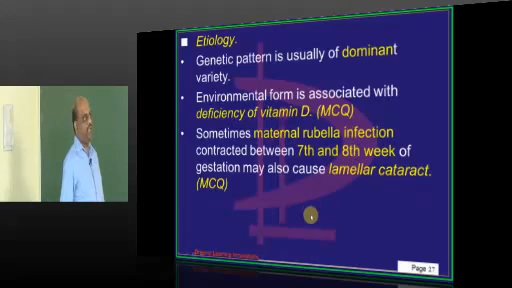 Etiology.
Genetic pattern is usually of dominant
variety.
Environmental form is associated with
deficiency of vitamin D. (MCQ)
Sometimes maternal rubella infection
contracted between 7th and 8th week of
gestation may also cause lamellar cataract.
(MCQ)
Page 17